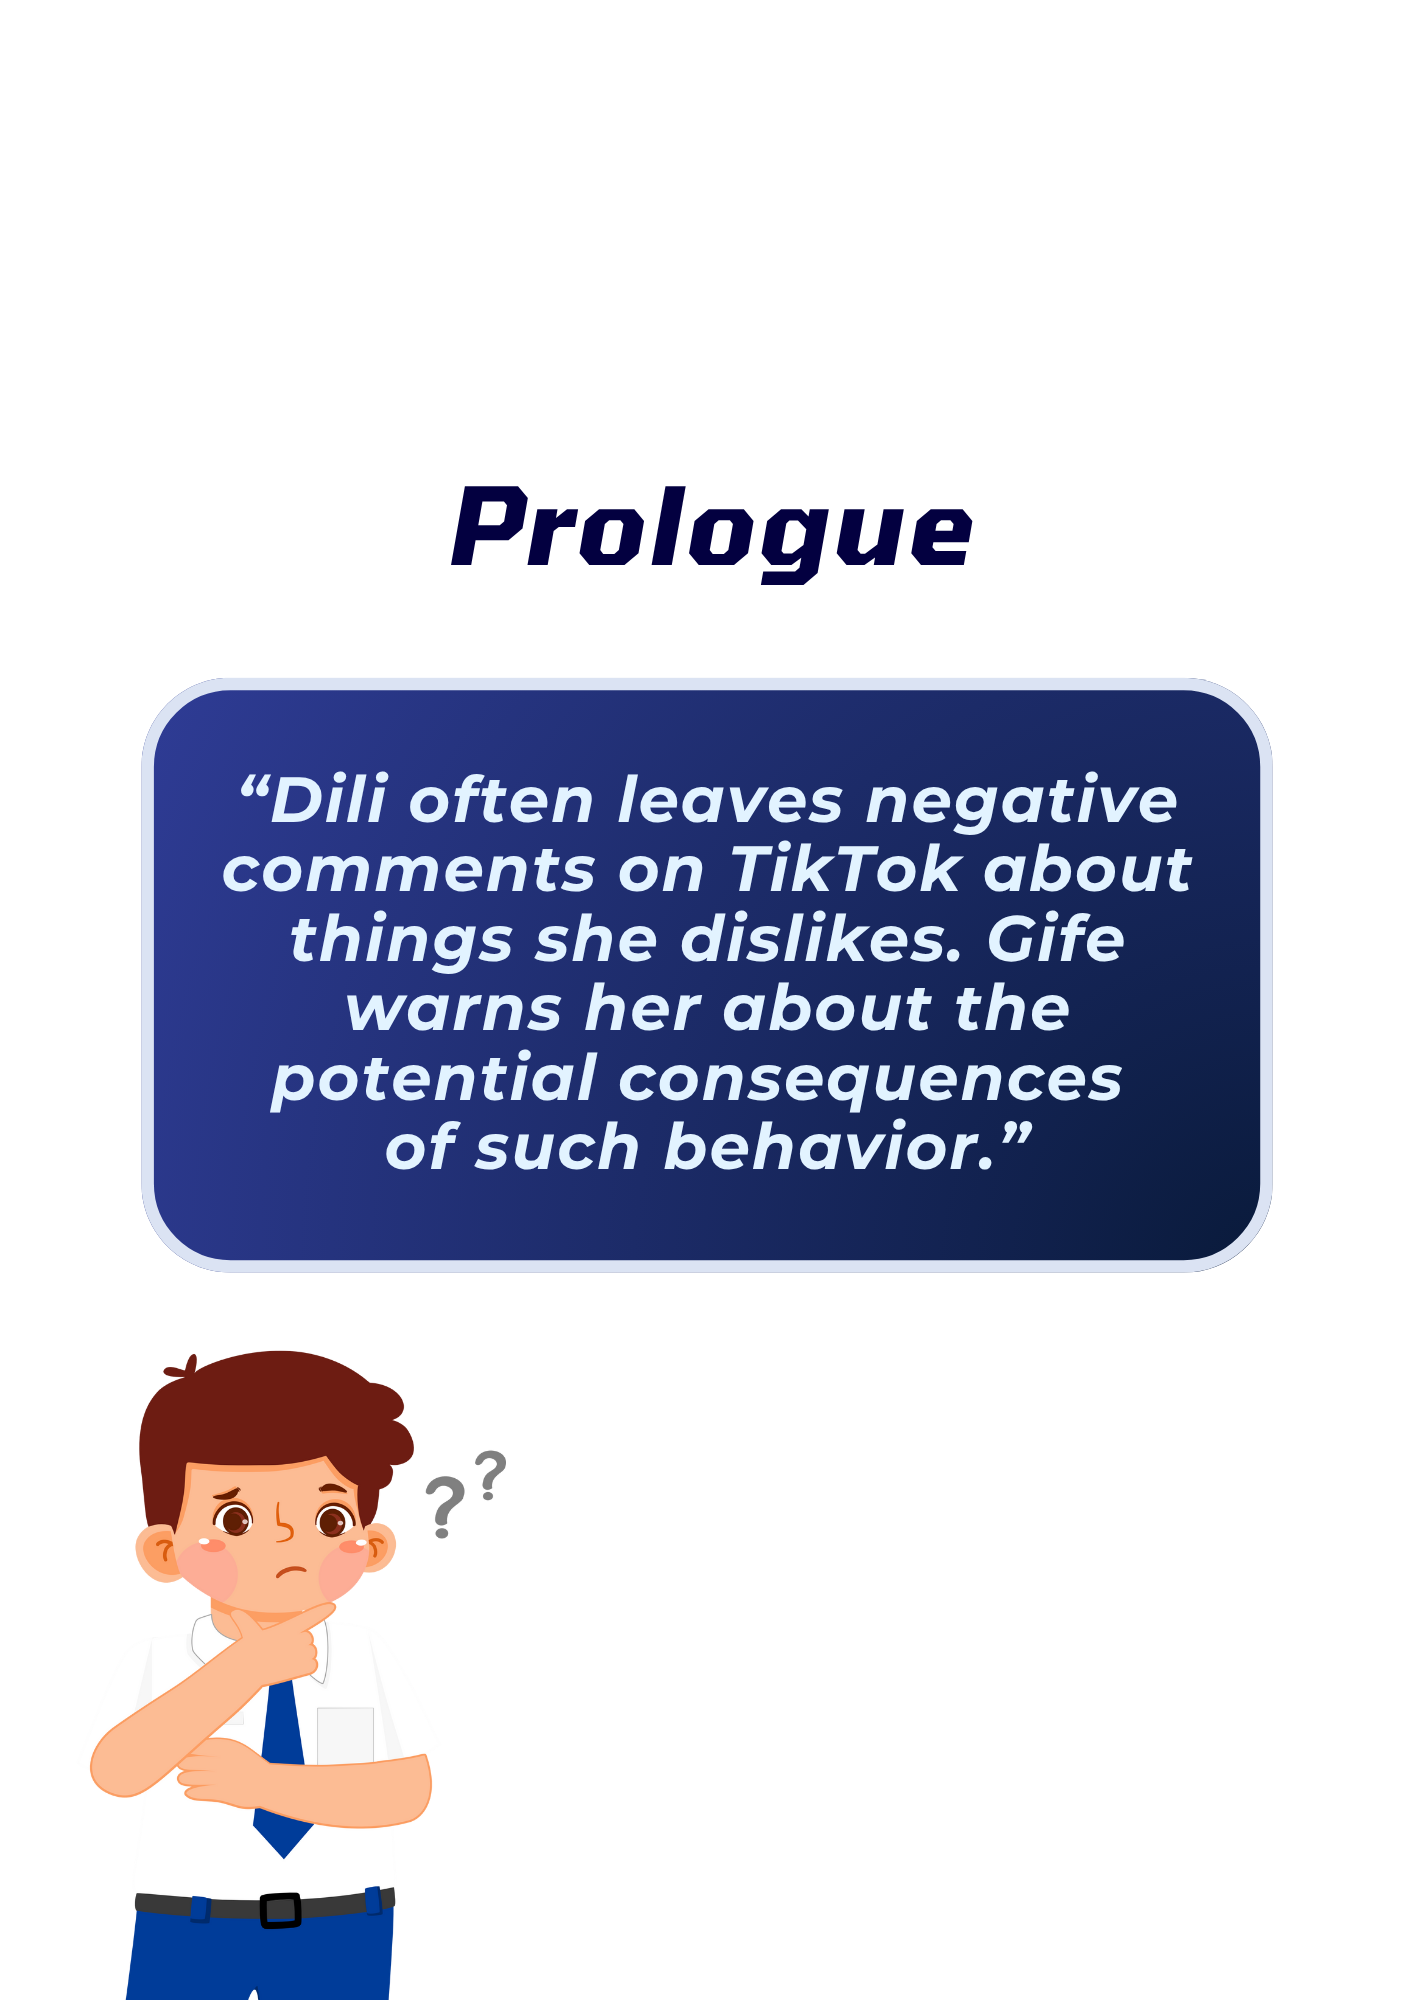 Prologue
“Dili often leaves negative
comments on TikTok about
things she dislikes. Gife
warns her about the
potential consequences
of such behavior.”
? ?